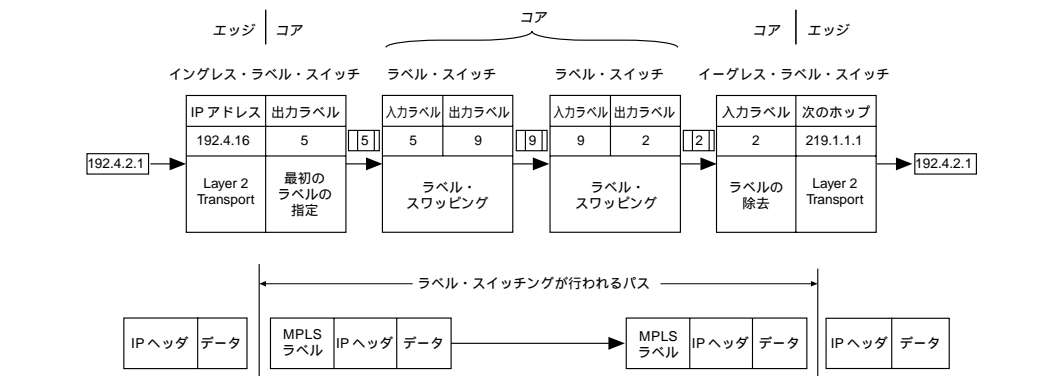 エッジ コア
コア
コア エッジ
イングレス・ラベル・スイッチ ラベル・スイッチ ラベル・スイッチ イーグレス・ラベル・スイッチ
IPアドレス 出力ラベル 入力ラベル 出力ラベル 入力ラベル 出力ラベル 入力ラベル 次のホップ
192.4.2.1
192.4.16 5 5 5 9 9 9 2 2 2 219.1.1.1
192.4.2.1
Layer 2
Transport
最初の
ラベルの
指定
ラベル・
スワッピング
ラベル・
スワッピング
ラベルの
除去
Layer 2
Transport
ラベル・スイッチングが行われるパス
IPヘッダ データ
MPLS
ラベル
IPヘッダ データ
MPLS
ラベル
IPヘッダ データ
IPヘッダ データ